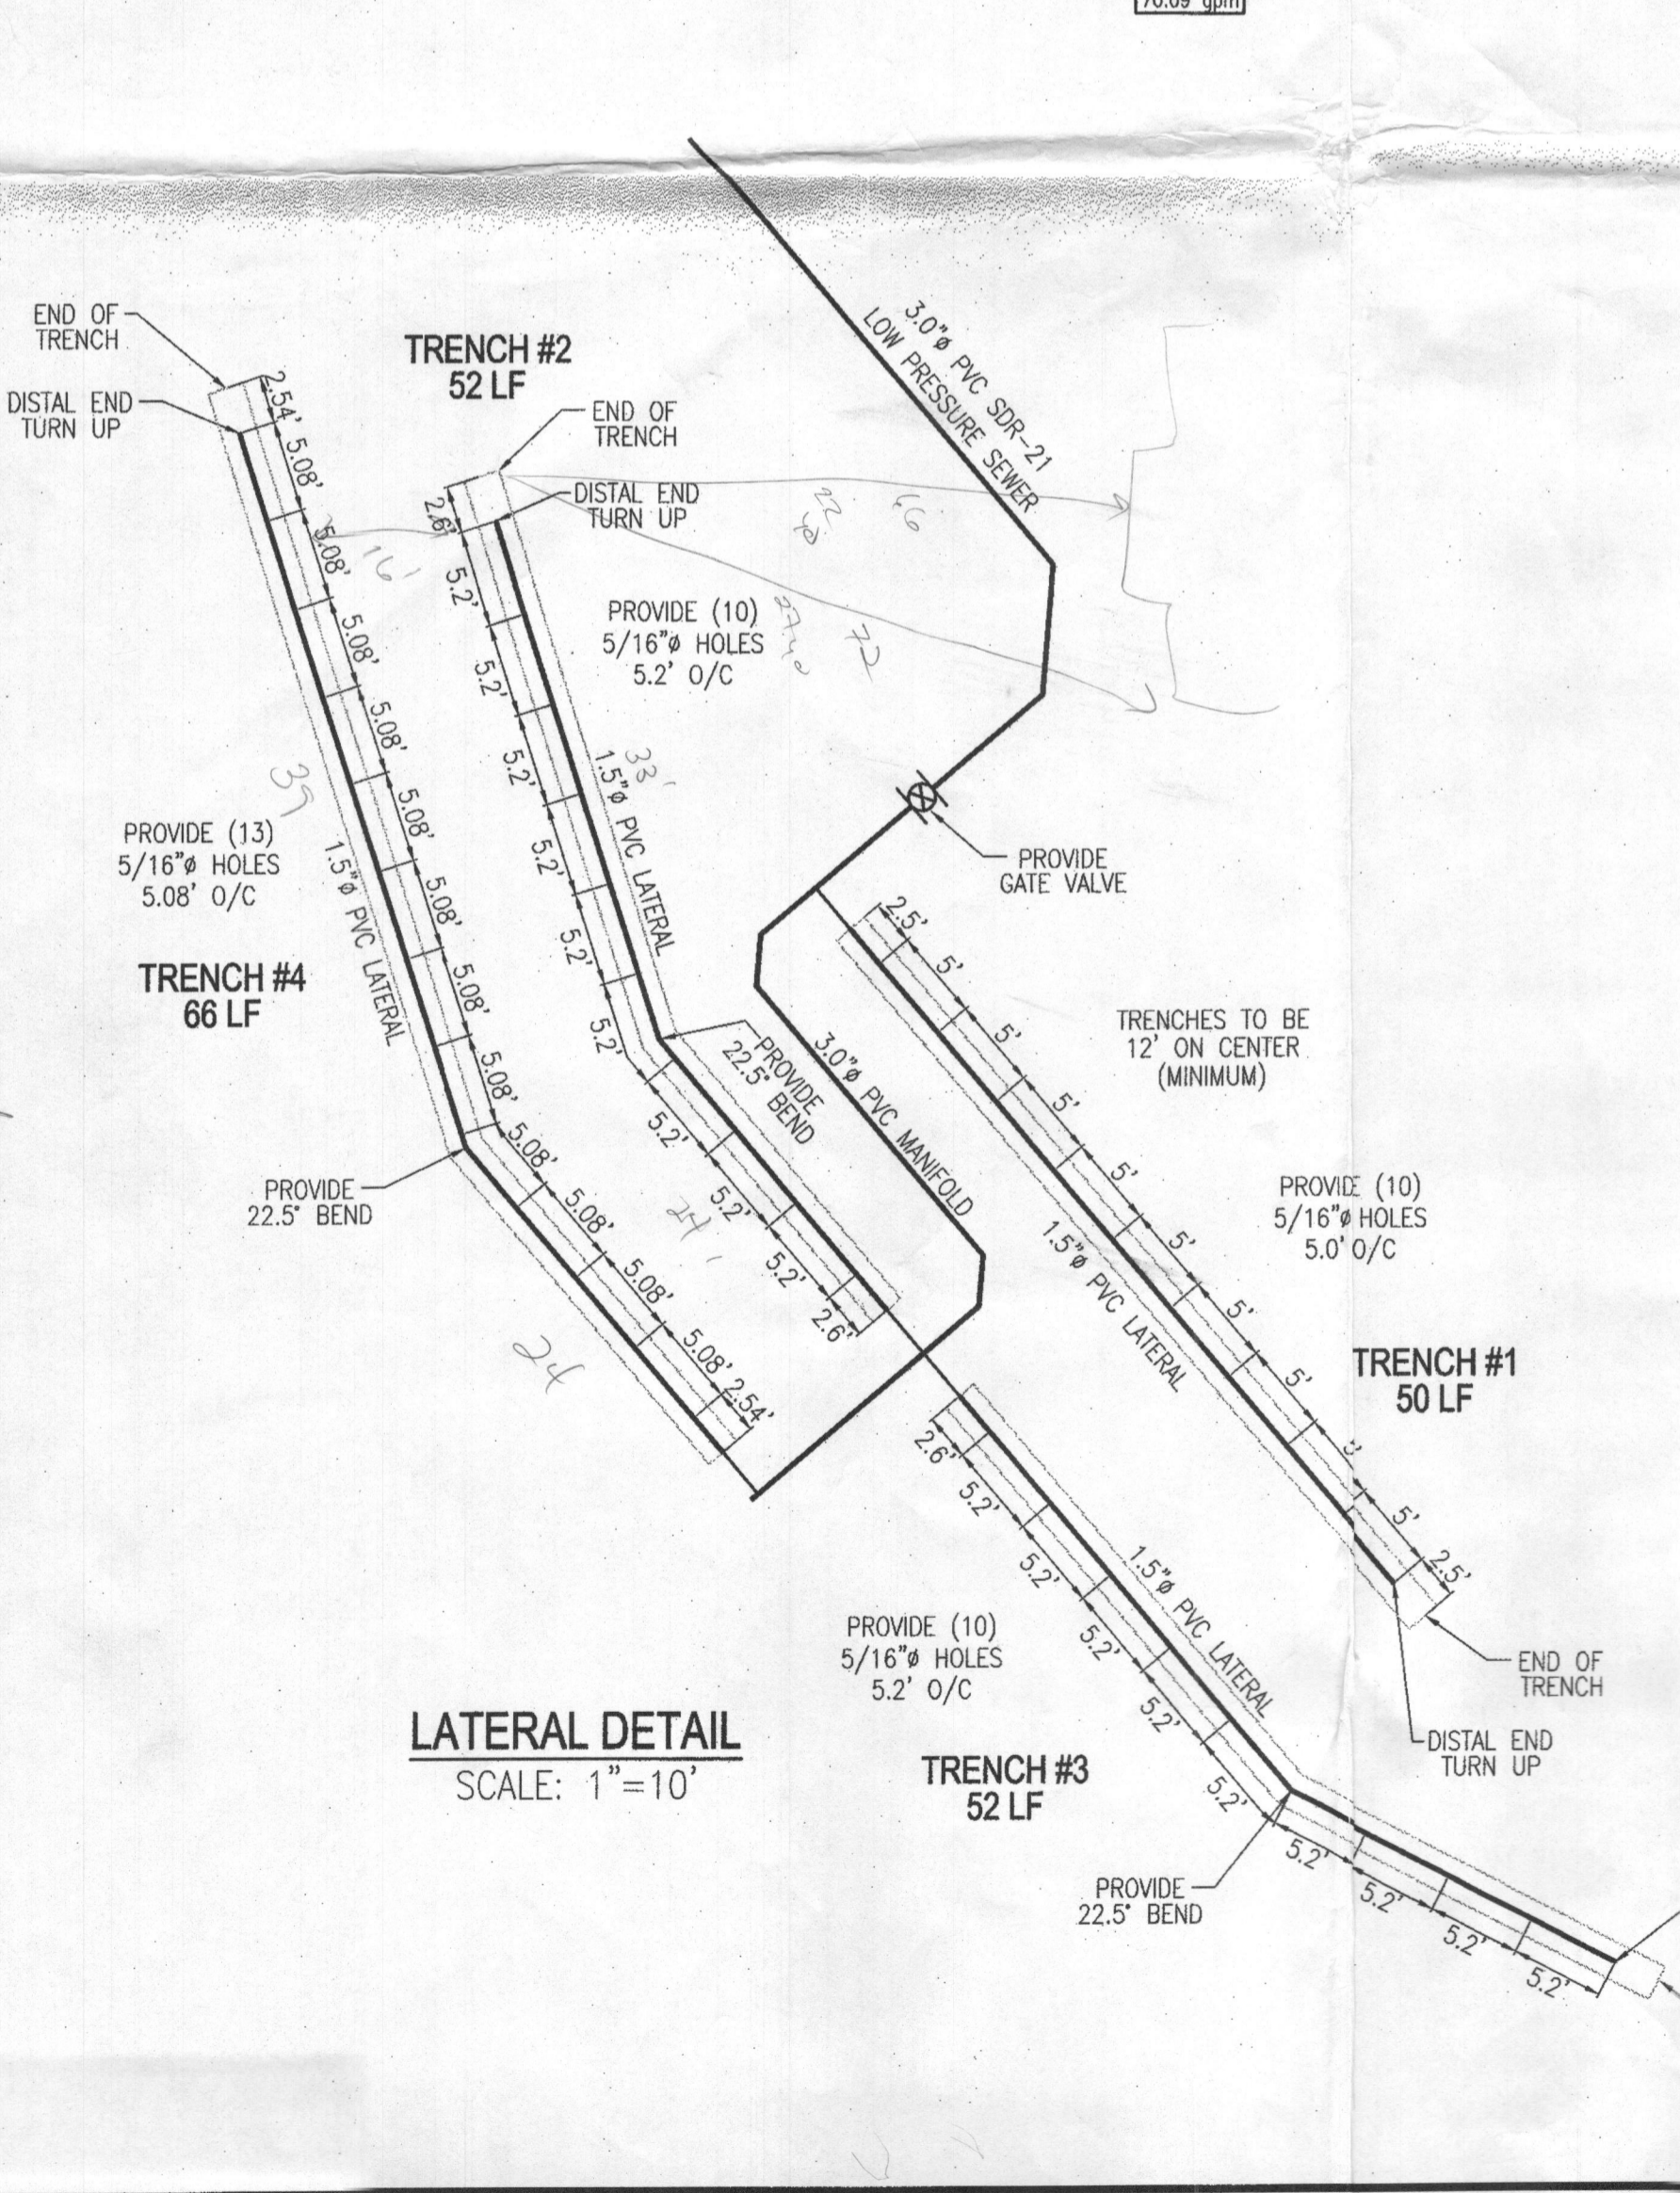 70.09 gpm
3.0"ø PVC SDR-21
LOW PRESSURE SEWER
END OF
TRENCH
DISTAL END
TURN UP
2.54'
5.08'
5.08'
5.08'
5.08'
5.08'
5.08'
5.08'
5.08'
5.08'
5.08'
5.08'
5.08'
2.54'
39
PROVIDE (13)
5/16"ø HOLES
5.08' O/C
1.5"ø PVC LATERAL
TRENCH #4
66 LF
PROVIDE
22.5° BEND
24
TRENCH #2
52 LF
END OF
TRENCH
DISTAL END
TURN UP
16'
66
72
2.6'
5.2'
5.2'
5.2'
5.2'
5.2'
5.2'
5.2'
5.2'
5.2'
2.6'
PROVIDE (10)
5/16"ø HOLES
5.2' O/C
33'
1.5"ø PVC LATERAL
PROVIDE
22.5° BEND
24'
3.0"ø PVC MANIFOLD
PROVIDE
GATE VALVE
2.5'
5'
5'
5'
5'
5'
5'
5'
5'
2.5'
TRENCHES TO BE
12' ON CENTER
(MINIMUM)
PROVIDE (10)
5/16"ø HOLES
5.0' O/C
1.5"ø PVC LATERAL
TRENCH #1
50 LF
END OF
TRENCH
DISTAL END
TURN UP
2.6'
5.2'
5.2'
5.2'
5.2'
5.2'
5.2'
5.2'
5.2'
5.2'
1.5"ø PVC LATERAL
PROVIDE (10)
5/16"ø HOLES
5.2' O/C
TRENCH #3
52 LF
PROVIDE
22.5° BEND
LATERAL DETAIL
SCALE: 1"=10'